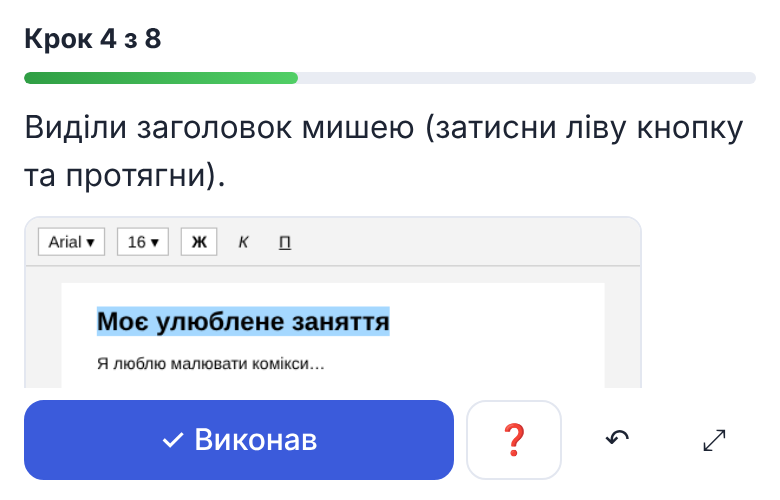 Крок 4 з 8
Виділи заголовок мишею (затисни ліву кнопку
та протягни).
Arial ▾ 16 ▾ Ж К П
Моє улюблене заняття
Я люблю малювати комікси…
✓ Виконав ❓ ↶ ⤢